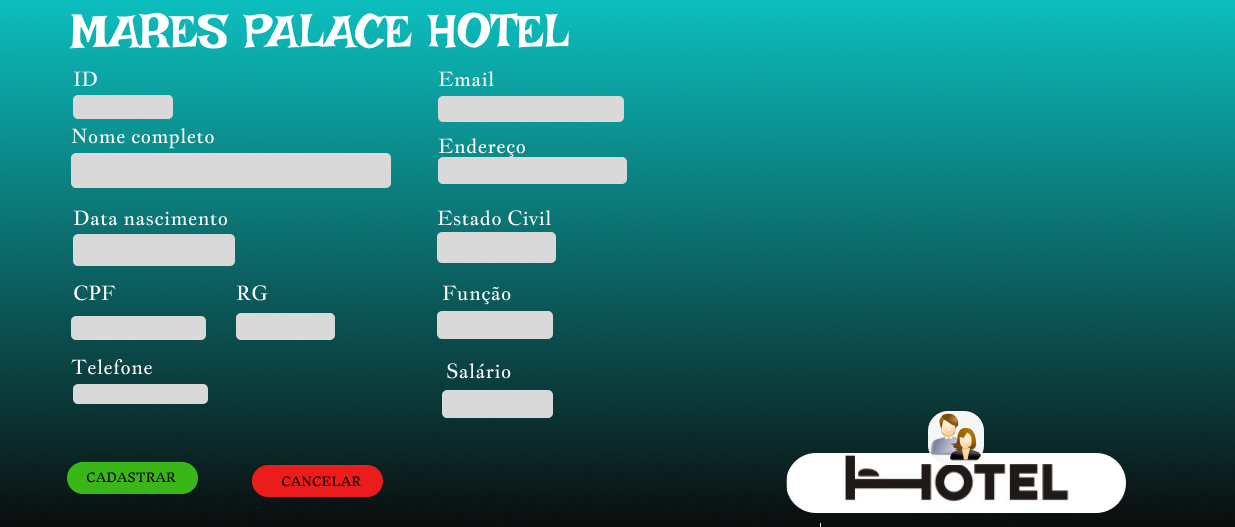 MARES PALACE HOTEL
ID
Email
Nome completo
Endereço
Data nascimento
Estado Civil
CPF
RG
Função
Telefone
Salário
CADASTRAR
CANCELAR
HOTEL